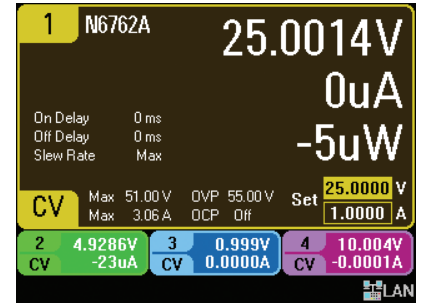 1 N6762A 25.0014V
0uA
-5uW
On Delay 0 ms
Off Delay 0 ms
Slew Rate Max
CV Max 51.00 V OVP 55.00 V Set 25.0000 V
Max 3.06 A OCP Off 1.0000 A
2 4.9286V 3 0.999V 4 10.004V
CV -23uA CV 0.0000A CV -0.0001A
LAN